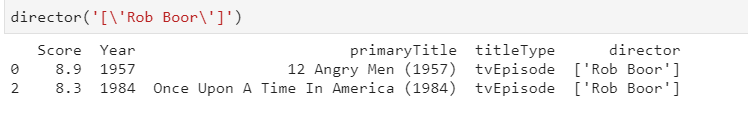 director('[\'Rob Boor\']')
Score Year primaryTitle titleType director
0 8.9 1957 12 Angry Men (1957) tvEpisode ['Rob Boor']
2 8.3 1984 Once Upon A Time In America (1984) tvEpisode ['Rob Boor']